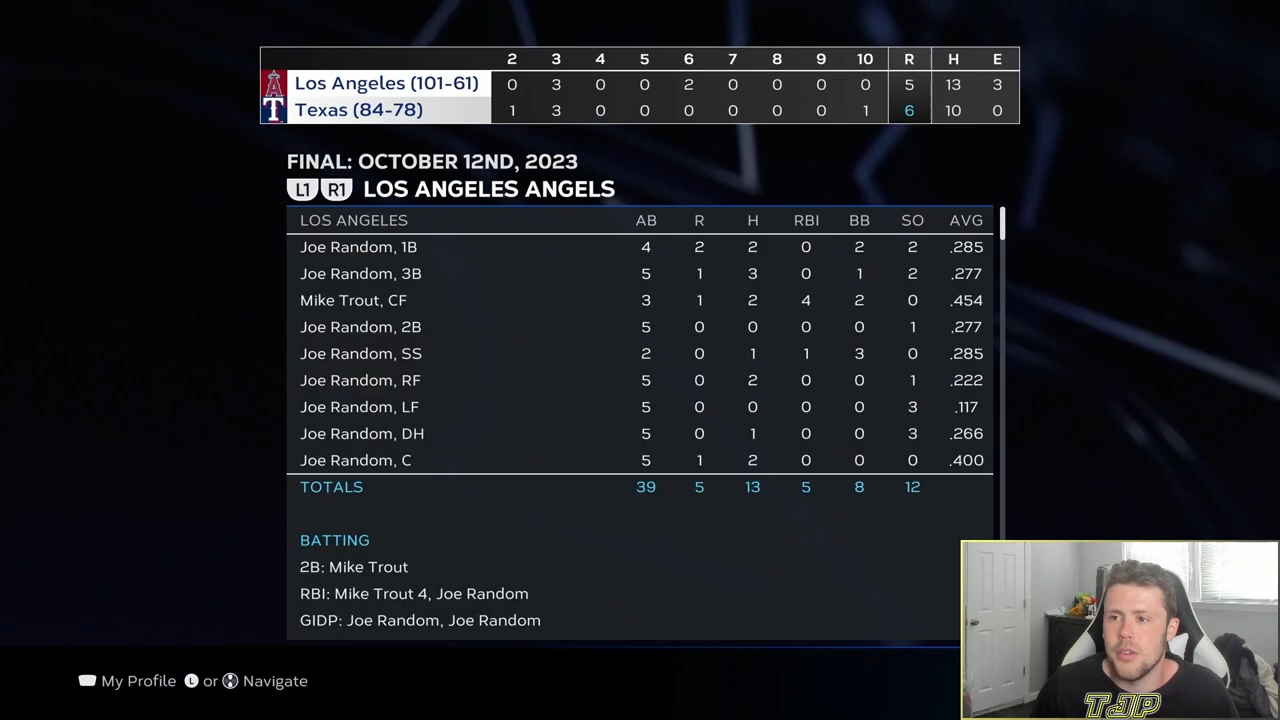 2 3 4 5 6 7 8 9 10 R H E
Los Angeles (101-61) 0 3 0 0 2 0 0 0 0 5 13 3
Texas (84-78) 1 3 0 0 0 0 0 0 1 6 10 0
FINAL: OCTOBER 12ND, 2023
L1 R1 LOS ANGELES ANGELS
LOS ANGELES AB R H RBI BB SO AVG
Joe Random, 1B 4 2 2 0 2 2 .285
Joe Random, 3B 5 1 3 0 1 2 .277
Mike Trout, CF 3 1 2 4 2 0 .454
Joe Random, 2B 5 0 0 0 0 1 .277
Joe Random, SS 2 0 1 1 3 0 .285
Joe Random, RF 5 0 2 0 0 1 .222
Joe Random, LF 5 0 0 0 0 3 .117
Joe Random, DH 5 0 1 0 0 3 .266
Joe Random, C 5 1 2 0 0 0 .400
TOTALS 39 5 13 5 8 12
BATTING
2B: Mike Trout
RBI: Mike Trout 4, Joe Random
GIDP: Joe Random, Joe Random
My Profile L or Navigate
TJP